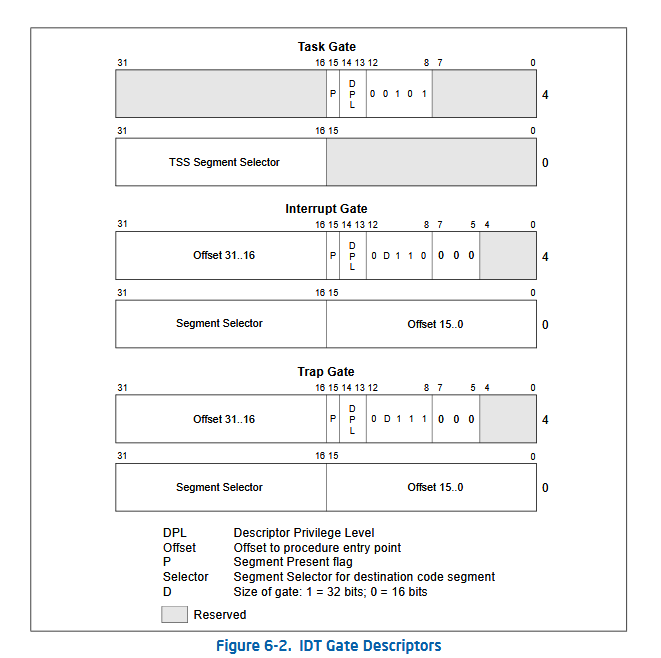 Task Gate
31 16 15 14 13 12 8 7 0
P DPL 0 0 1 0 1 4
31 16 15 0
TSS Segment Selector 0
Interrupt Gate
31 16 15 14 13 12 8 7 5 4 0
Offset 31..16 P DPL 0 D 1 1 0 0 0 0 4
31 16 15 0
Segment Selector Offset 15..0 0
Trap Gate
31 16 15 14 13 12 8 7 5 4 0
Offset 31..16 P DPL 0 D 1 1 1 0 0 0 4
31 16 15 0
Segment Selector Offset 15..0 0
DPL Descriptor Privilege Level
Offset Offset to procedure entry point
P Segment Present flag
Selector Segment Selector for destination code segment
D Size of gate: 1 = 32 bits; 0 = 16 bits
Reserved
Figure 6-2. IDT Gate Descriptors